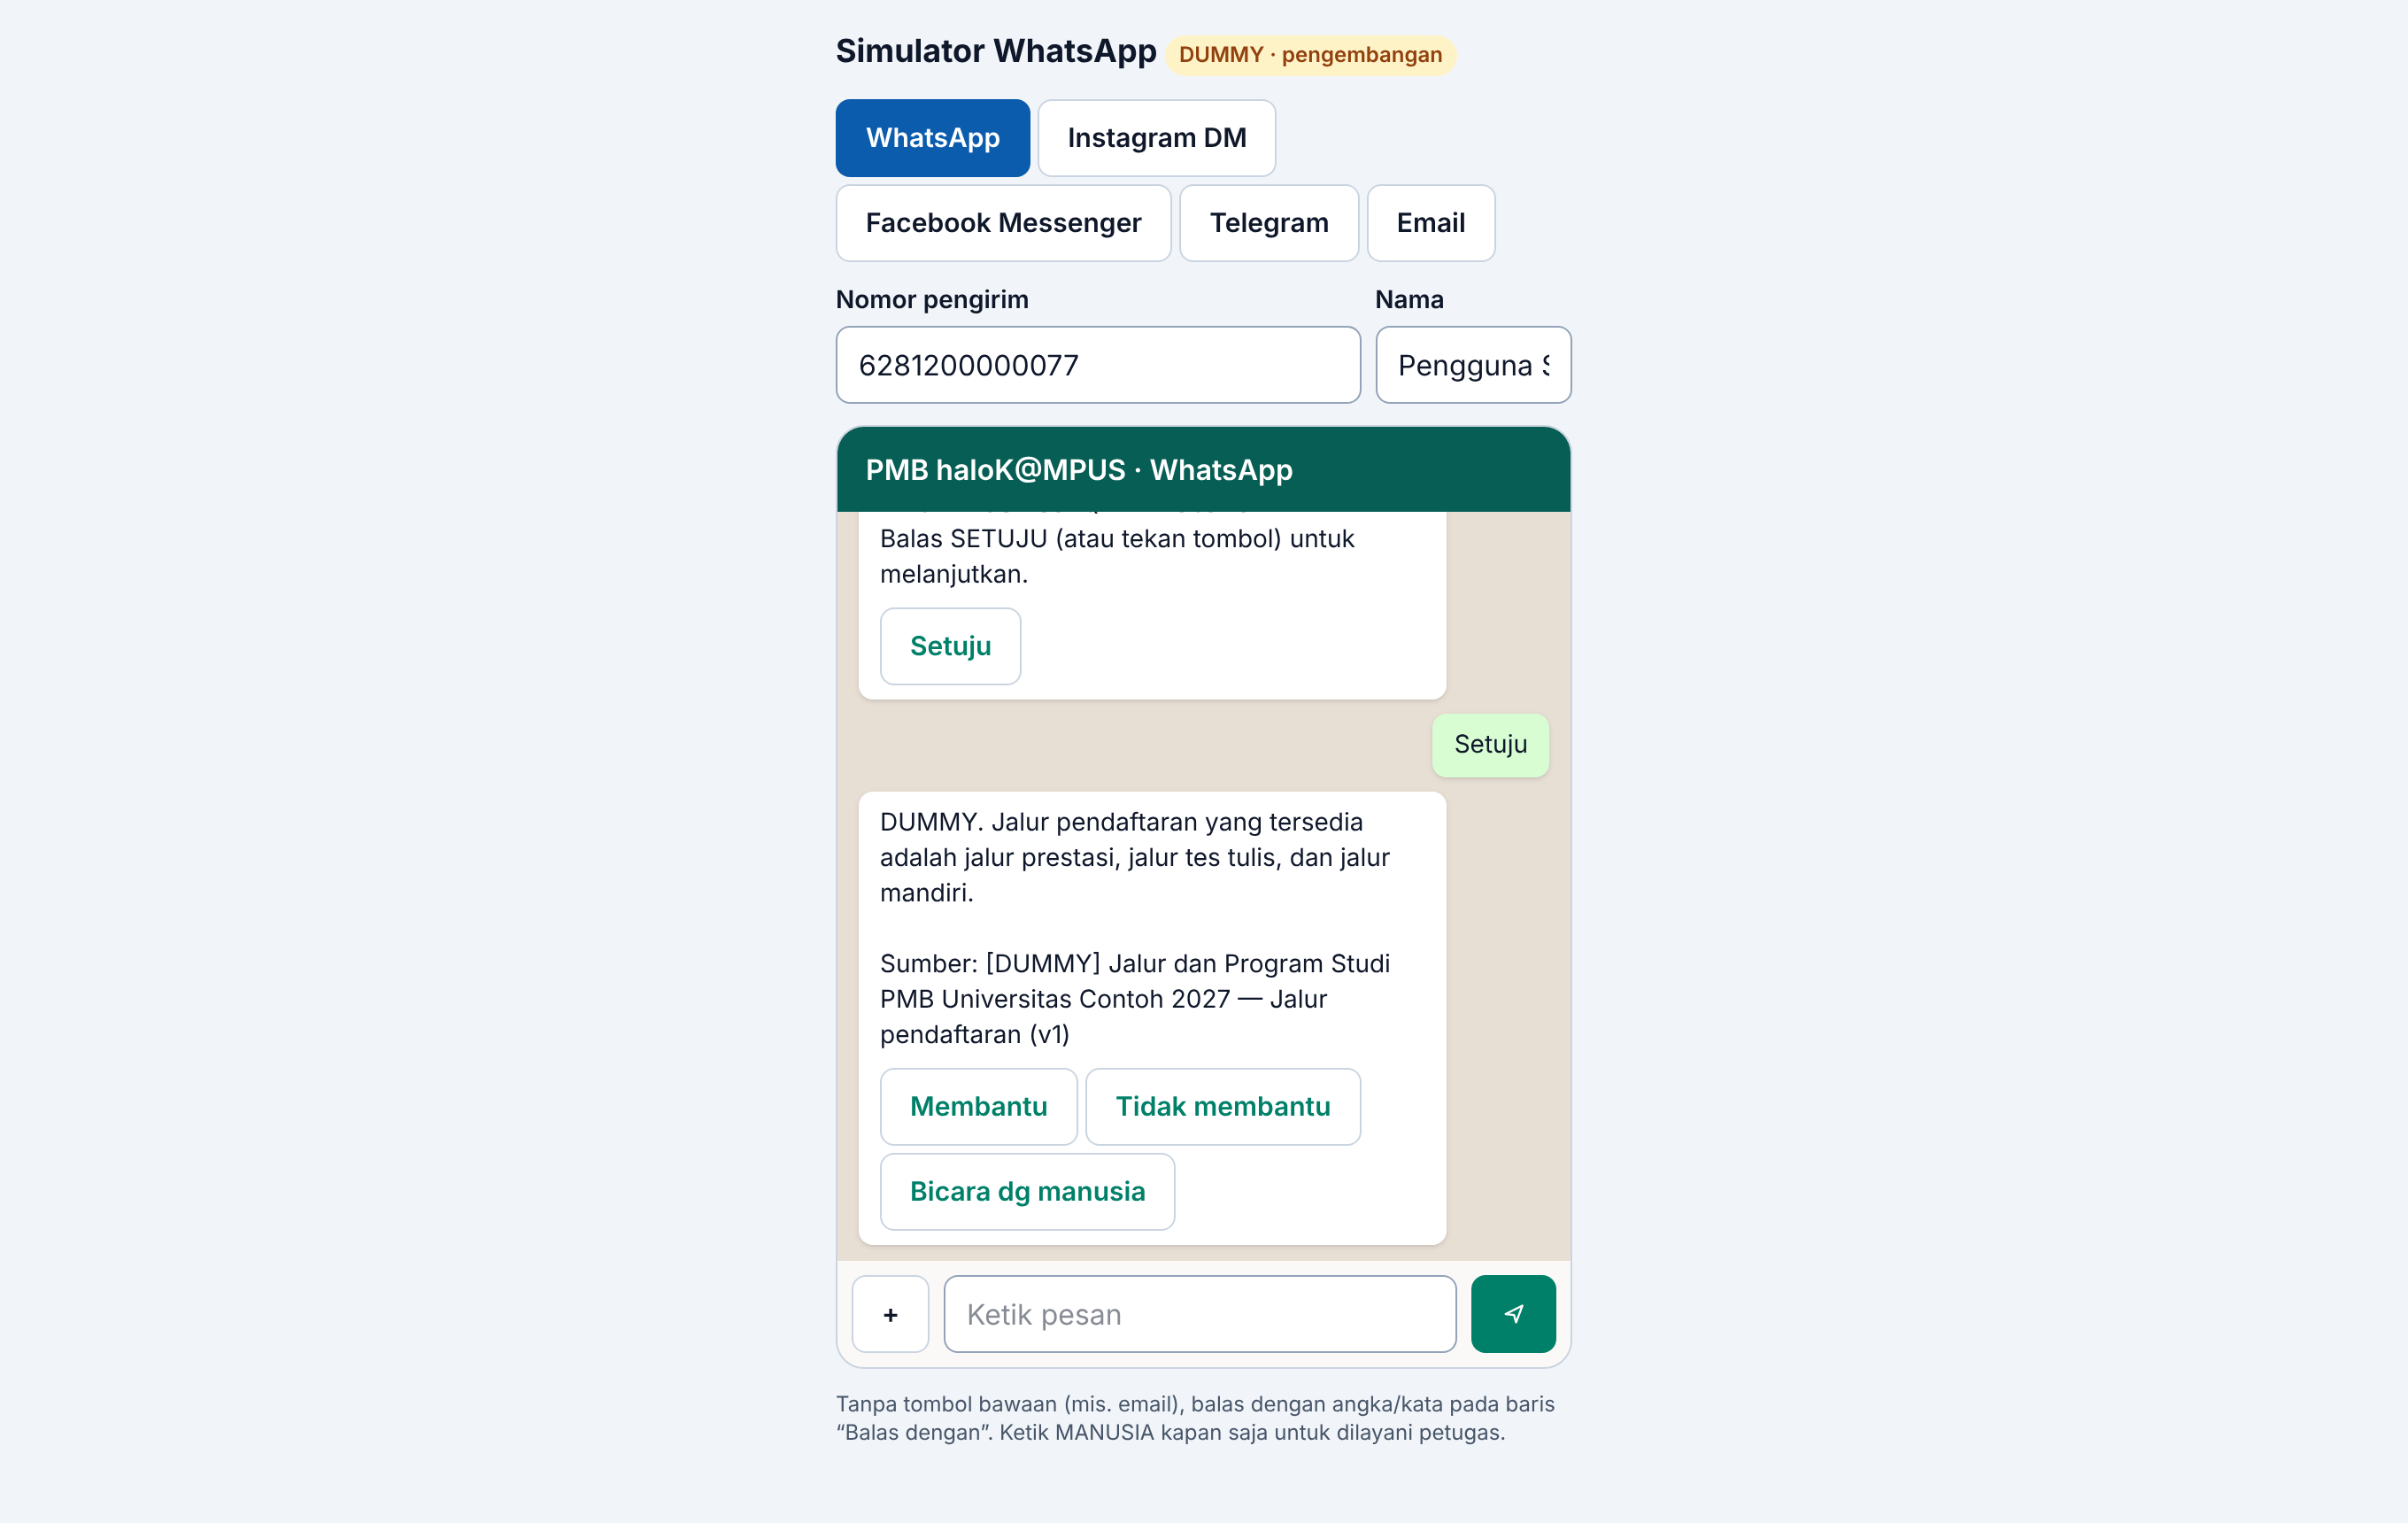 Simulator WhatsApp DUMMY · pengembangan
WhatsApp
Instagram DM
Facebook Messenger
Telegram
Email
Nomor pengirim
Nama
6281200000077
Pengguna
PMB haloK@MPUS · WhatsApp
Balas SETUJU (atau tekan tombol) untuk
melanjutkan.
Setuju
Setuju
DUMMY. Jalur pendaftaran yang tersedia
adalah jalur prestasi, jalur tes tulis, dan jalur
mandiri.
Sumber: [DUMMY] Jalur dan Program Studi
PMB Universitas Contoh 2027 — Jalur
pendaftaran (v1)
Membantu
Tidak membantu
Bicara dg manusia
+
Ketik pesan
Tanpa tombol bawaan (mis. email), balas dengan angka/kata pada baris
“Balas dengan”. Ketik MANUSIA kapan saja untuk dilayani petugas.